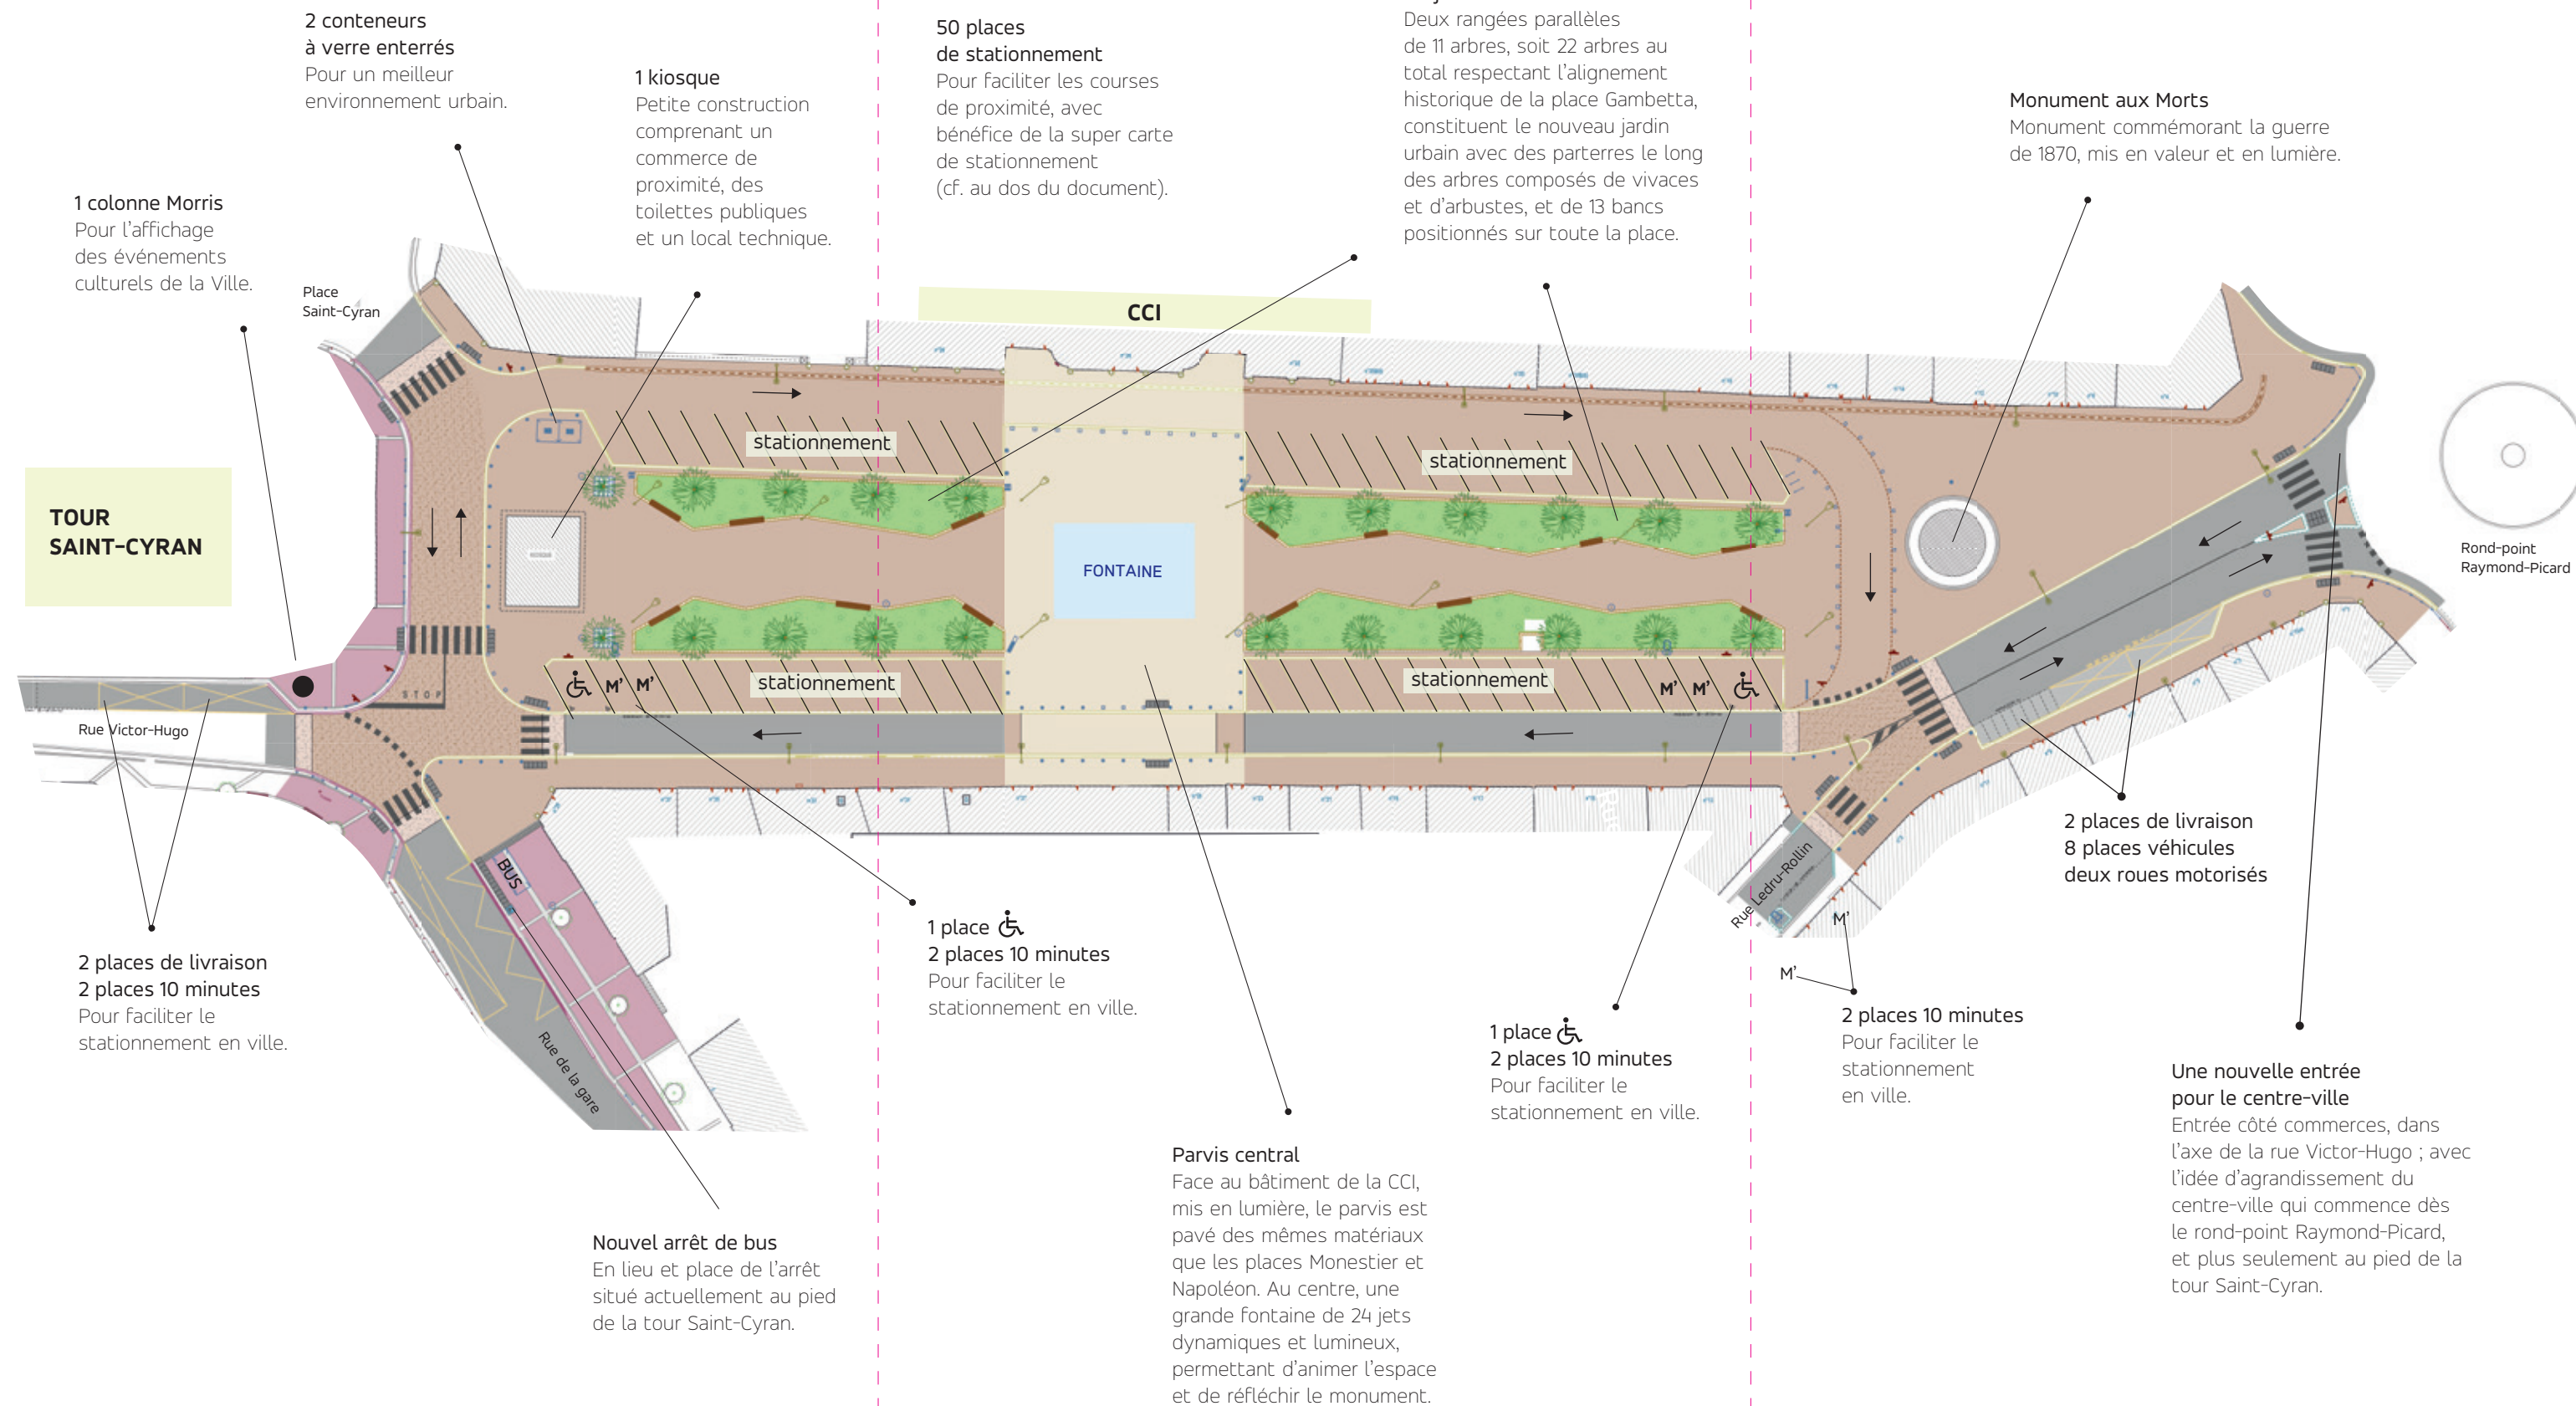 2 conteneurs
à verre enterrés
Pour un meilleur
environnement urbain.
1 kiosque
Petite construction
comprenant un
commerce de
proximité, des
toilettes publiques
et un local technique.
50 places
de stationnement
Pour faciliter les courses
de proximité, avec
bénéfice de la super carte
de stationnement
(cf. au dos du document).
Deux rangées parallèles
de 11 arbres, soit 22 arbres au
total respectant l'alignement
historique de la place Gambetta,
constituent le nouveau jardin
urbain avec des parterres le long
des arbres composés de vivaces
et d'arbustes, et de 13 bancs
positionnés sur toute la place.
Monument aux Morts
Monument commémorant la guerre
de 1870, mis en valeur et en lumière.
1 colonne Morris
Pour l'affichage
des événements
culturels de la Ville.
Place
Saint-Cyran
CCI
stationnement
stationnement
TOUR
SAINT-CYRAN
FONTAINE
Rond-point
Raymond-Picard
STOP
M' M'
stationnement
stationnement
M' M'
Rue Victor-Hugo
BUS
Rue de la gare
Rue Ledru-Rollin
M'
M'
2 places de livraison
8 places véhicules
deux roues motorisés
2 places de livraison
2 places 10 minutes
Pour faciliter le
stationnement en ville.
1 place
2 places 10 minutes
Pour faciliter le
stationnement en ville.
1 place
2 places 10 minutes
Pour faciliter le
stationnement en ville.
2 places 10 minutes
Pour faciliter le
stationnement
en ville.
Une nouvelle entrée
pour le centre-ville
Entrée côté commerces, dans
l'axe de la rue Victor-Hugo ; avec
l'idée d'agrandissement du
centre-ville qui commence dès
le rond-point Raymond-Picard,
et plus seulement au pied de la
tour Saint-Cyran.
Parvis central
Face au bâtiment de la CCI,
mis en lumière, le parvis est
pavé des mêmes matériaux
que les places Monestier et
Napoléon. Au centre, une
grande fontaine de 24 jets
dynamiques et lumineux,
permettant d'animer l'espace
et de réfléchir le monument.
Nouvel arrêt de bus
En lieu et place de l'arrêt
situé actuellement au pied
de la tour Saint-Cyran.